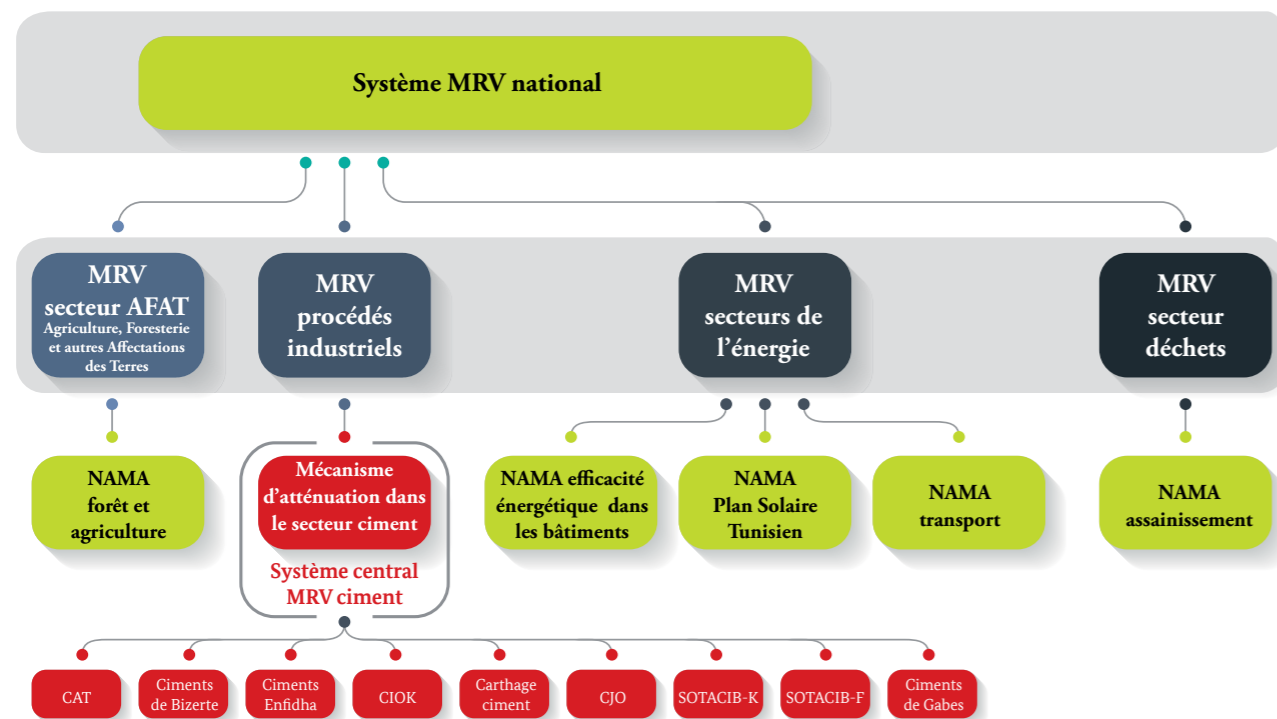 Système MRV national
MRV
secteur AFAT
Agriculture, Foresterie
et autres Affectations
des Terres
MRV
procédés
industriels
MRV
secteurs de
l'énergie
MRV
secteur
déchets
NAMA
forêt et
agriculture
Mécanisme
d'atténuation dans
le secteur ciment
Système central
MRV ciment
NAMA efficacité
énergétique dans
les bâtiments
NAMA
Plan Solaire
Tunisien
NAMA
transport
NAMA
assainissement
CAT
Ciments
de Bizerte
Ciments
Enfidha
CIOK
Carthage
ciment
CJO
SOTACIB-K
SOTACIB-F
Ciments
de Gabes